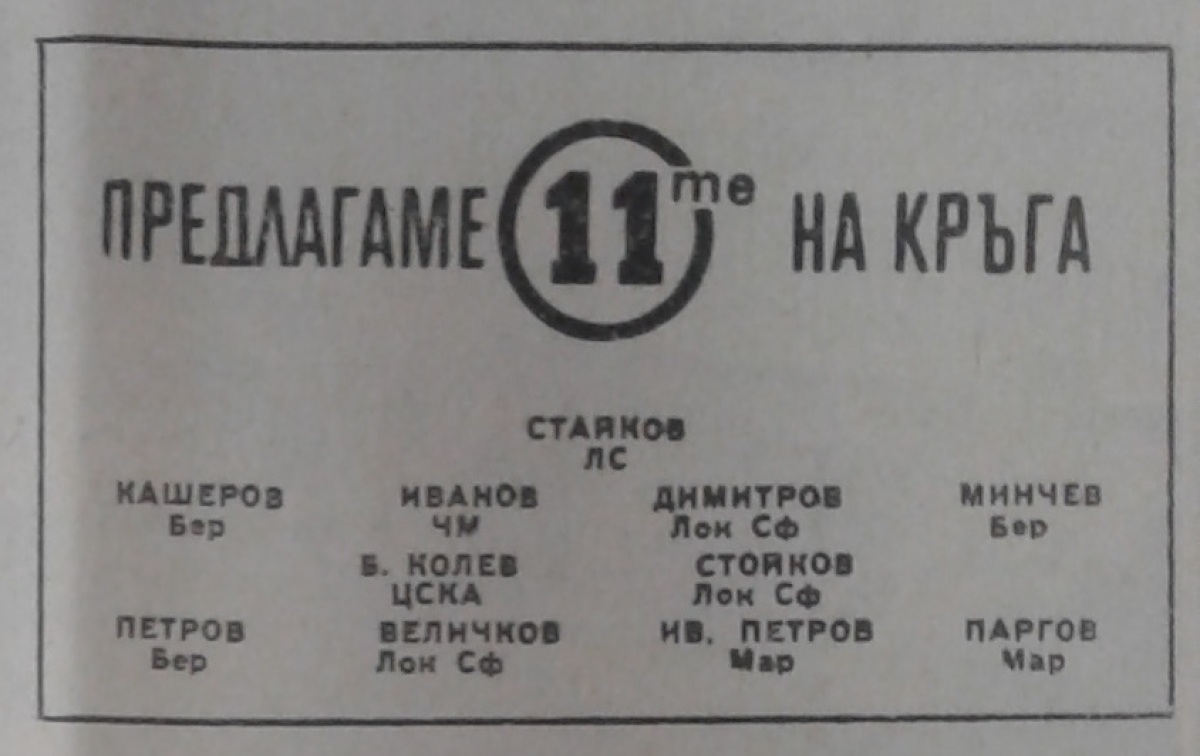 ПРЕДЛАГАМЕ 11те НА КРЪГА
СТАЙКОВ
ЛС
КАШЕРОВ ИВАНОВ ДИМИТРОВ МИНЧЕВ
Бер ЧМ Лок Сф Бер
Б. КОЛЕВ СТОЙКОВ
ЦСКА Лок Сф
ПЕТРОВ ВЕЛИЧКОВ ИВ. ПЕТРОВ ПАРГОВ
Бер Лок Сф Мар Мар